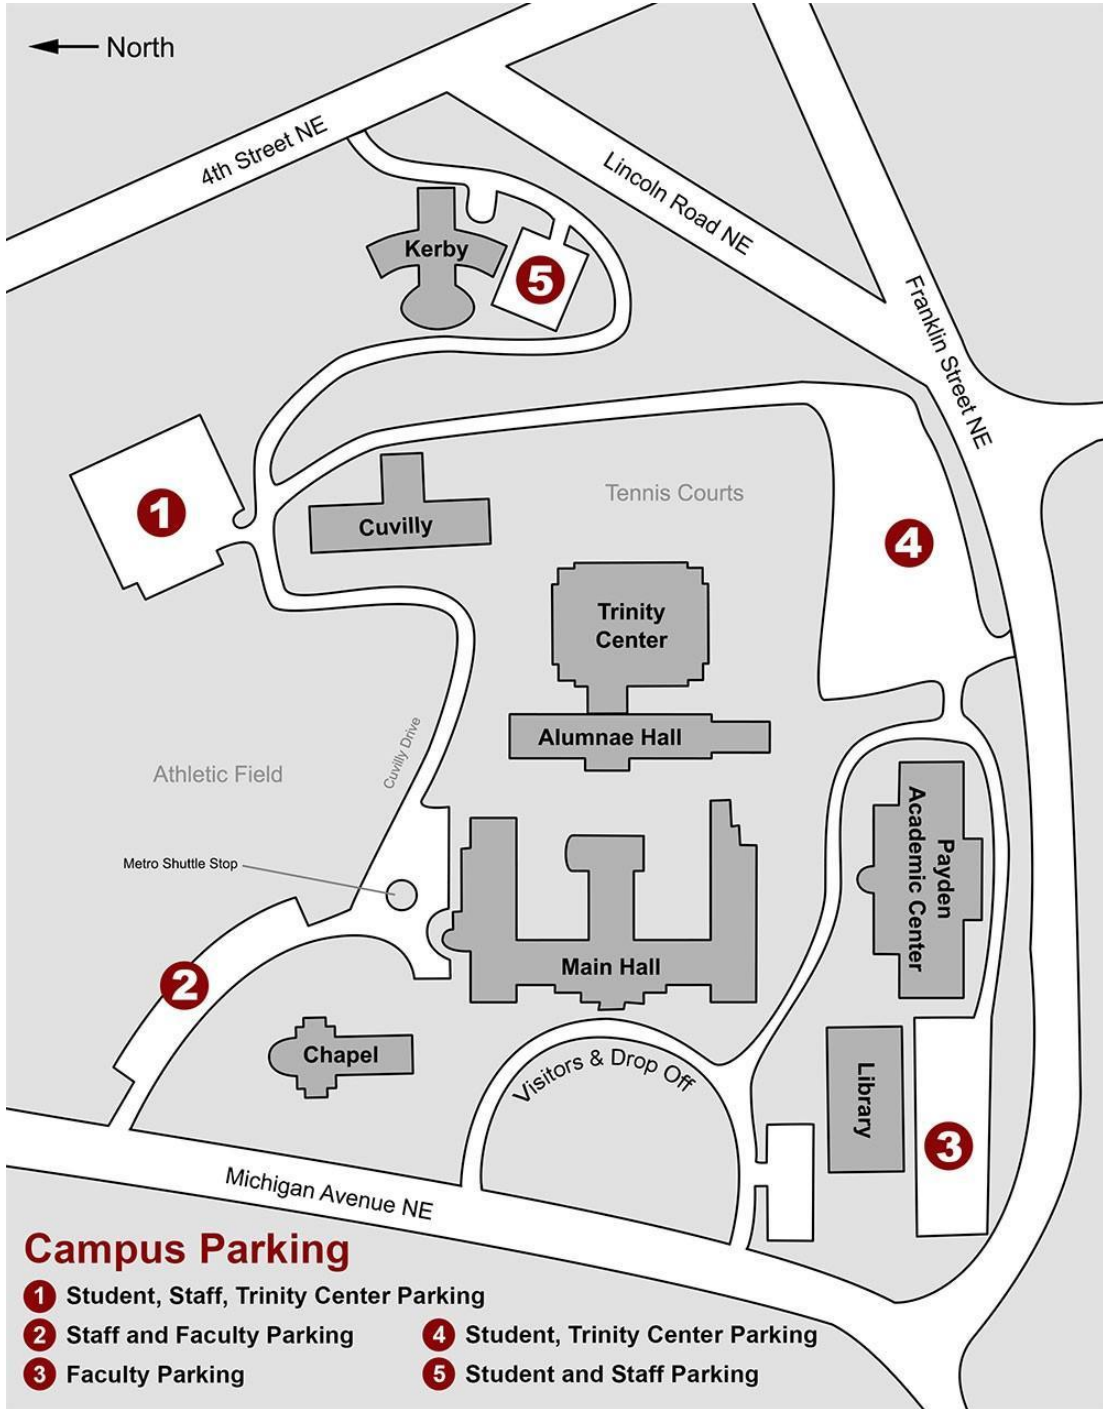 North
4th Street NE
Lincoln Road NE
Franklin Street NE
Kerby
5
1
Cuvilly
Tennis Courts
4
Trinity
Center
Alumnae Hall
Cuvilly Drive
Athletic Field
Metro Shuttle Stop
Payden
Academic Center
Main Hall
2
Chapel
Visitors & Drop Off
Library
3
Michigan Avenue NE
Campus Parking
1 Student, Staff, Trinity Center Parking
2 Staff and Faculty Parking
3 Faculty Parking
4 Student, Trinity Center Parking
5 Student and Staff Parking